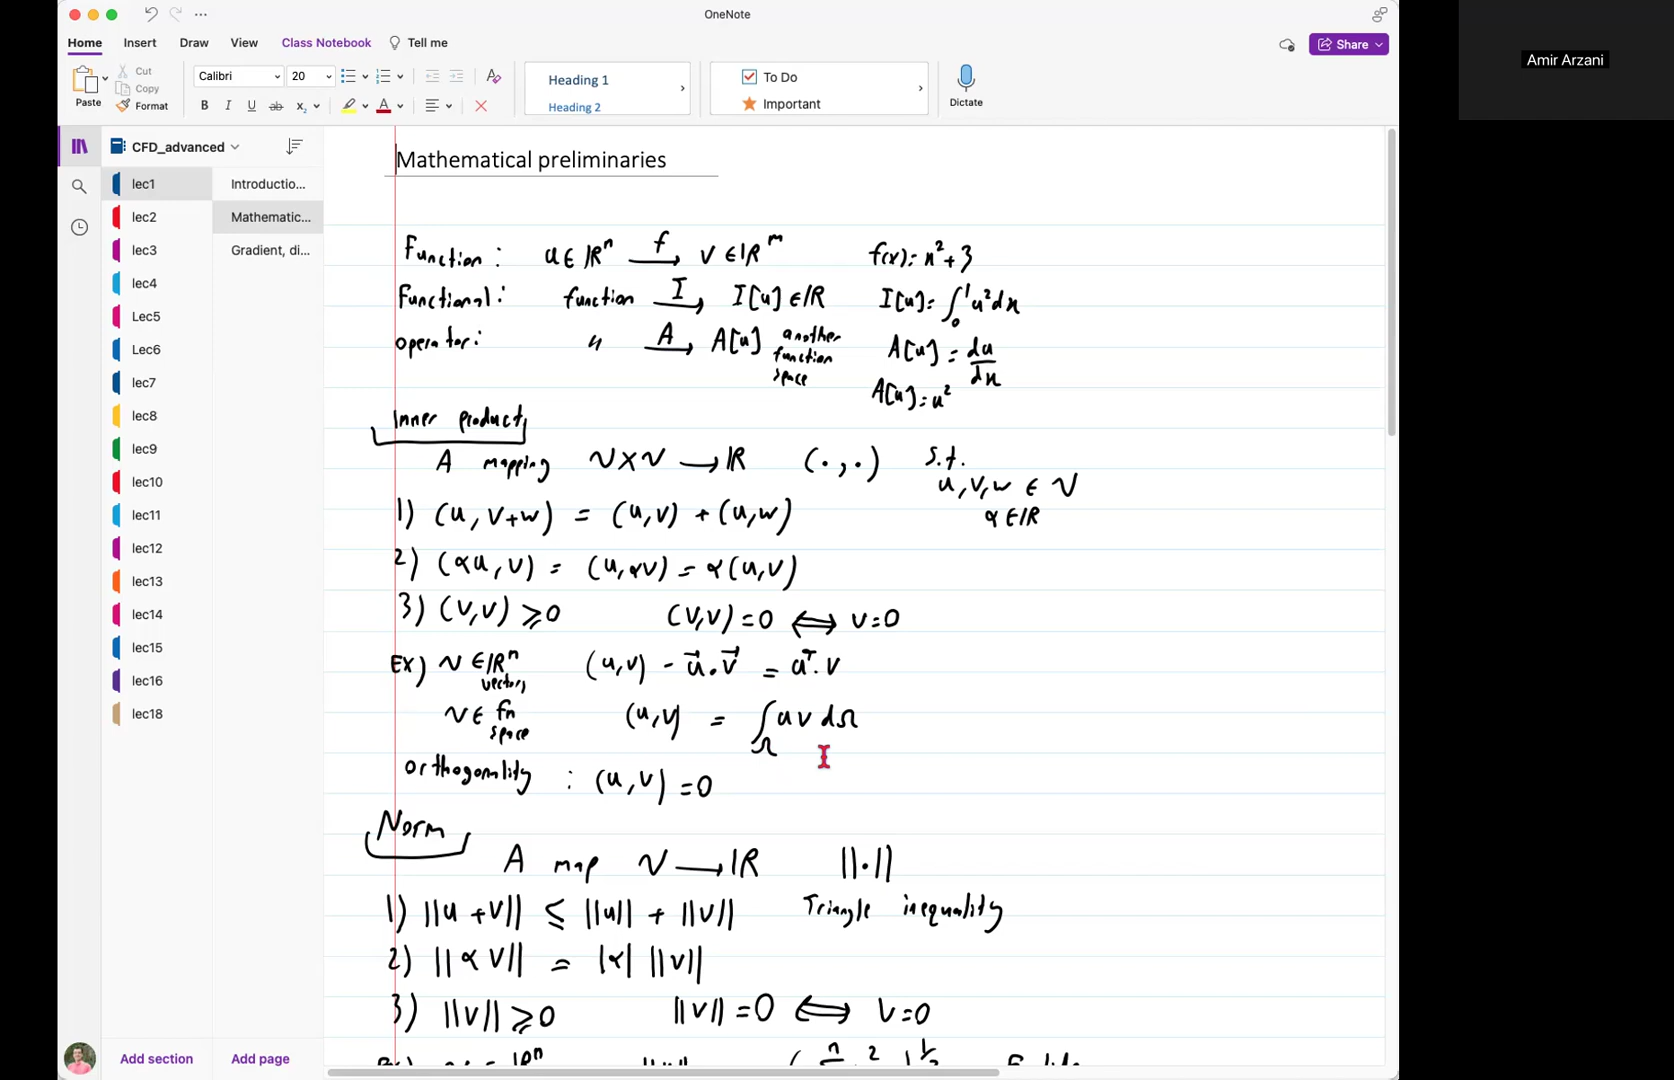 OneNote
Home Insert Draw View Class Notebook Tell me
Share
Amir Arzani
Paste
Cut
Copy
Format
Calibri 20
B I U ab x₂ A
Heading 1
Heading 2
To Do
Important
Dictate
CFD_advanced
lec1
lec2
lec3
lec4
Lec5
Lec6
lec7
lec8
lec9
lec10
lec11
lec12
lec13
lec14
lec15
lec16
lec18
Introductio...
Mathematic...
Gradient, di...
Add section
Add page
Mathematical preliminaries
Function: u ∈ ℝⁿ →f v ∈ ℝᵐ f(x) = x² + 3
Functional: function →I I[u] ∈ ℝ I[u] = ∫₀¹ u² dx
operator: " →A A[u] another function space A[u] = du/dx
A[u] = u²
Inner product
A mapping V × V → ℝ (·,·) s.t.
u, v, w ∈ V
α ∈ ℝ
1) (u, v+w) = (u,v) + (u,w)
2) (αu, v) = (u, αv) = α(u,v)
3) (v,v) ≥ 0 (v,v) = 0 ⟷ v=0
Ex) V ∈ ℝⁿ vectors (u,v) - u⃗ · v⃗ = uᵀ · v
V ∈ fn space (u,v) = ∫_Ω u v dΩ
orthogonality : (u,v) = 0
Norm
A map V → ℝ ||·||
1) ||u + v|| ≤ ||u|| + ||v|| Triangle inequality
2) ||α v|| = |α| ||v||
3) ||v|| ≥ 0 ||v|| = 0 ⟷ v=0